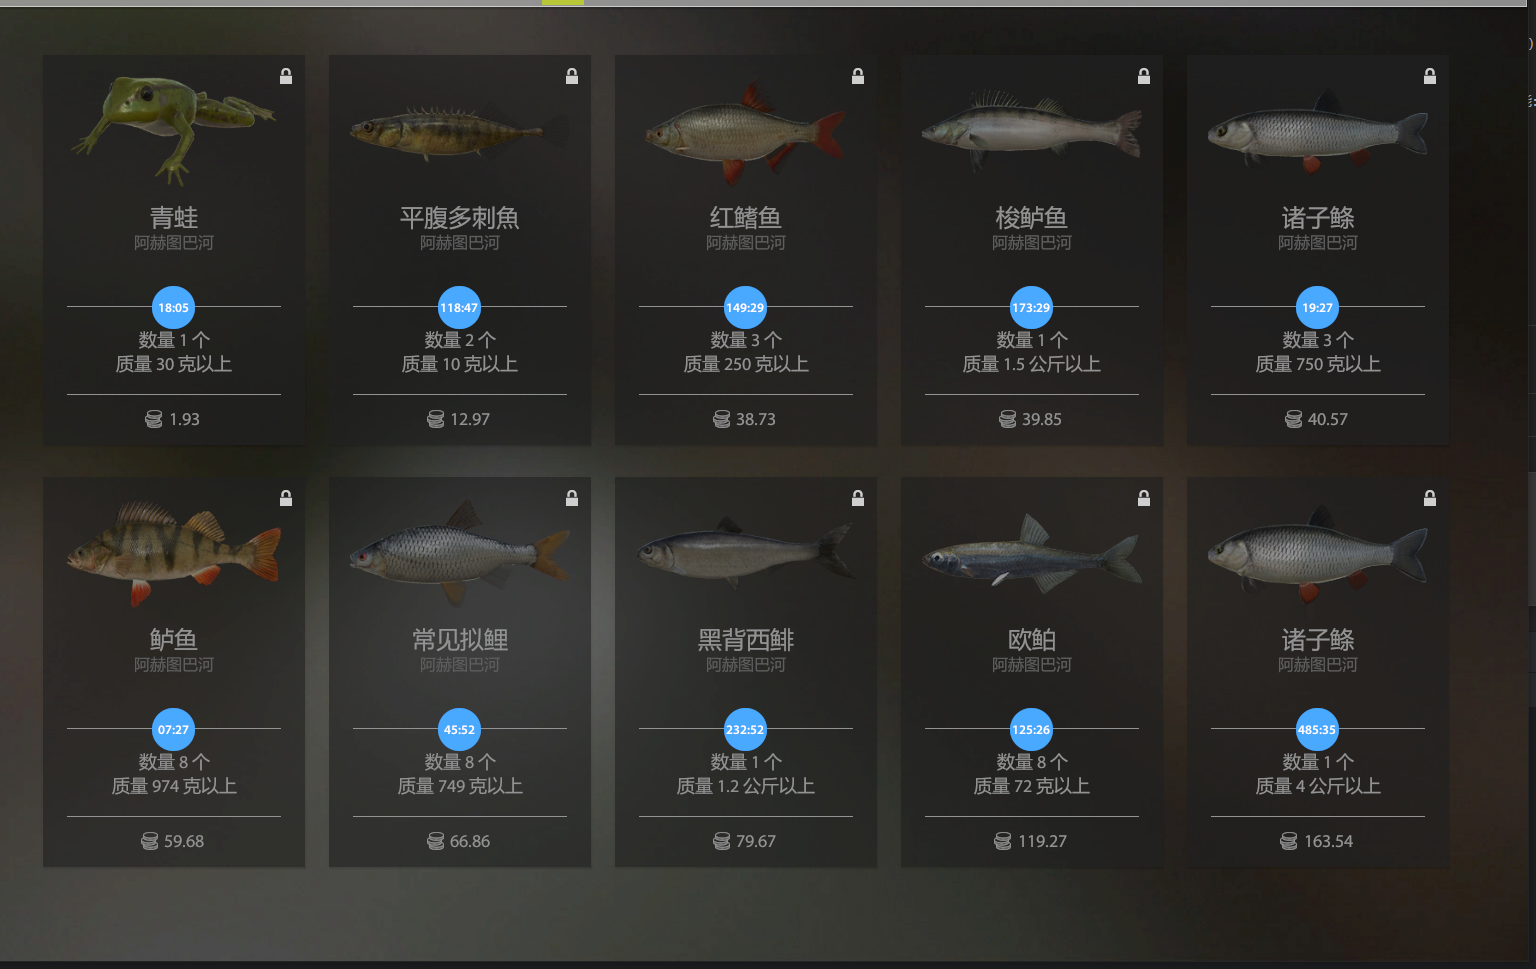 青蛙
阿赫图巴河
18:05
数量 1 个
质量 30 克以上
1.93
平腹多刺魚
阿赫图巴河
118:47
数量 2 个
质量 10 克以上
12.97
红鳍鱼
阿赫图巴河
149:29
数量 3 个
质量 250 克以上
38.73
梭鲈鱼
阿赫图巴河
173:29
数量 1 个
质量 1.5 公斤以上
39.85
诸子鲦
阿赫图巴河
19:27
数量 3 个
质量 750 克以上
40.57
鲈鱼
阿赫图巴河
07:27
数量 8 个
质量 974 克以上
59.68
常见拟鲤
阿赫图巴河
45:52
数量 8 个
质量 749 克以上
66.86
黑背西鲱
阿赫图巴河
232:52
数量 1 个
质量 1.2 公斤以上
79.67
欧鲌
阿赫图巴河
125:26
数量 8 个
质量 72 克以上
119.27
诸子鲦
阿赫图巴河
485:35
数量 1 个
质量 4 公斤以上
163.54